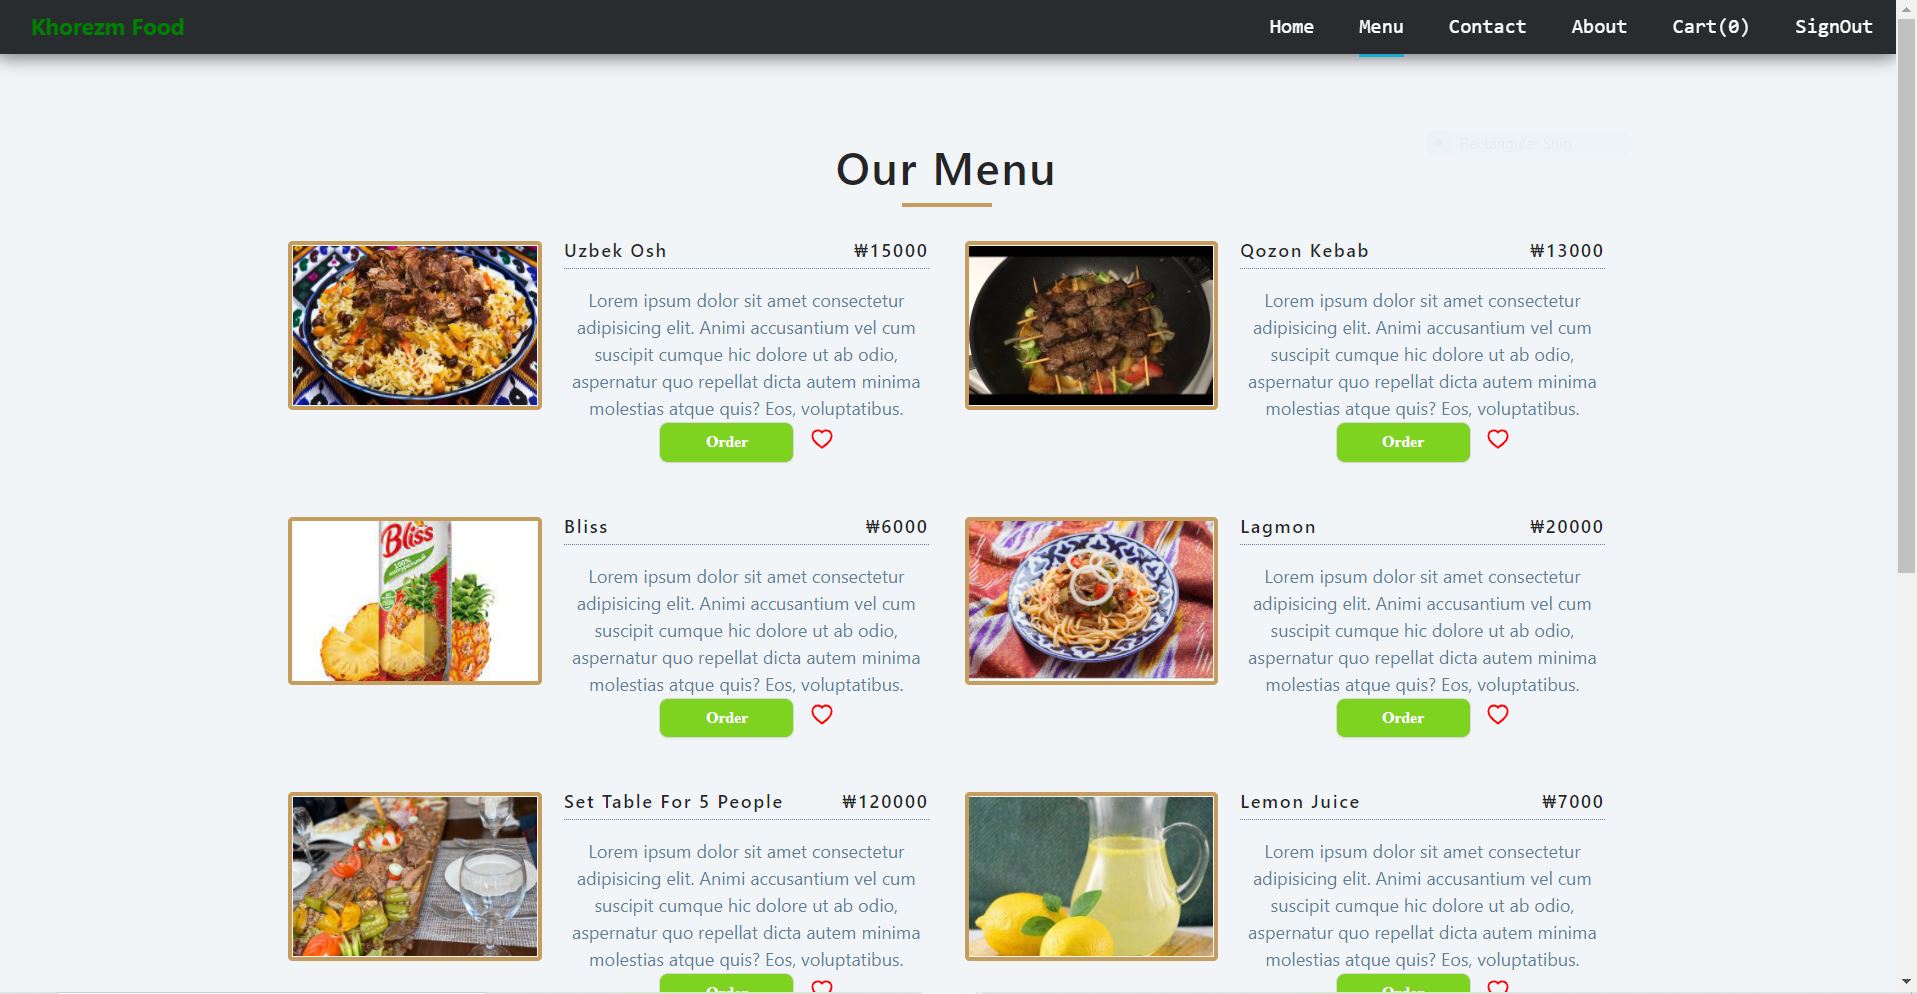 Khorezm Food
Home Menu Contact About Cart(0) SignOut
Rectangular Snip
Our Menu
Uzbek Osh ₩15000
Lorem ipsum dolor sit amet consectetur
adipisicing elit. Animi accusantium vel cum
suscipit cumque hic dolore ut ab odio,
aspernatur quo repellat dicta autem minima
molestias atque quis? Eos, voluptatibus.
Order
Qozon Kebab ₩13000
Lorem ipsum dolor sit amet consectetur
adipisicing elit. Animi accusantium vel cum
suscipit cumque hic dolore ut ab odio,
aspernatur quo repellat dicta autem minima
molestias atque quis? Eos, voluptatibus.
Order
Bliss
100%
Bliss ₩6000
Lorem ipsum dolor sit amet consectetur
adipisicing elit. Animi accusantium vel cum
suscipit cumque hic dolore ut ab odio,
aspernatur quo repellat dicta autem minima
molestias atque quis? Eos, voluptatibus.
Order
Lagmon ₩20000
Lorem ipsum dolor sit amet consectetur
adipisicing elit. Animi accusantium vel cum
suscipit cumque hic dolore ut ab odio,
aspernatur quo repellat dicta autem minima
molestias atque quis? Eos, voluptatibus.
Order
Set Table For 5 People ₩120000
Lorem ipsum dolor sit amet consectetur
adipisicing elit. Animi accusantium vel cum
suscipit cumque hic dolore ut ab odio,
aspernatur quo repellat dicta autem minima
molestias atque quis? Eos, voluptatibus.
Order
Lemon Juice ₩7000
Lorem ipsum dolor sit amet consectetur
adipisicing elit. Animi accusantium vel cum
suscipit cumque hic dolore ut ab odio,
aspernatur quo repellat dicta autem minima
molestias atque quis? Eos, voluptatibus.
Order